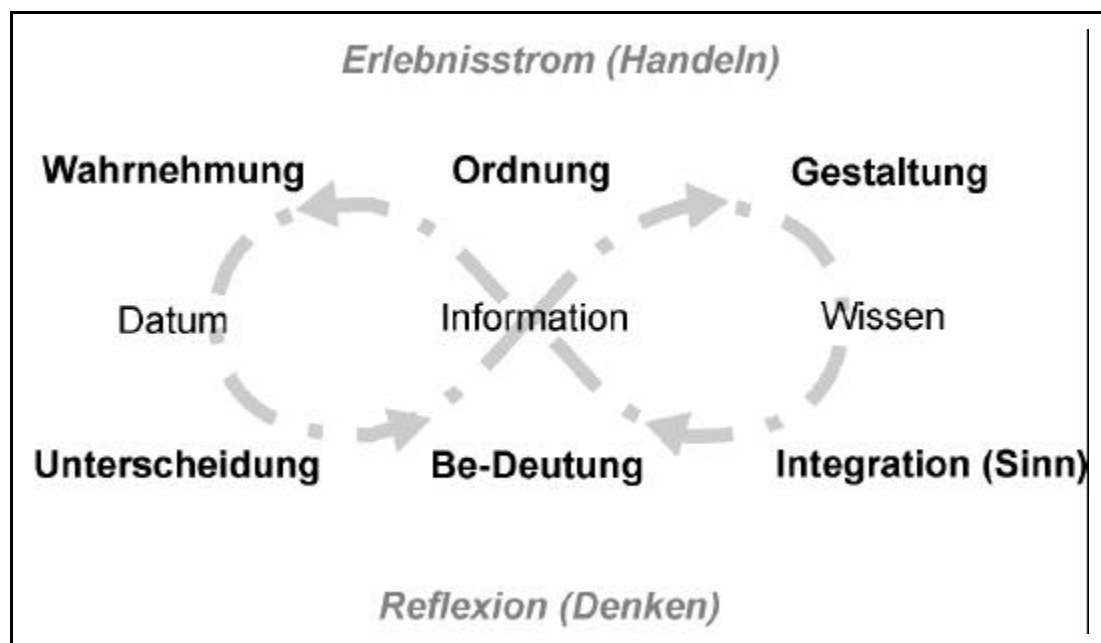 Erlebnisstrom (Handeln)
Wahrnehmung Ordnung Gestaltung
Datum Information Wissen
Unterscheidung Be-Deutung Integration (Sinn)
Reflexion (Denken)